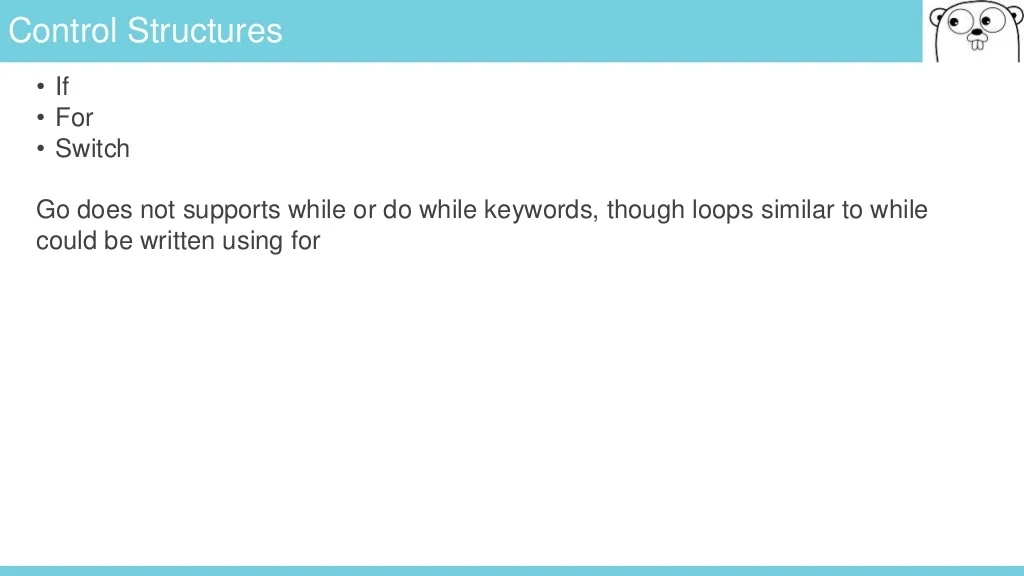 Control Structures
• If
• For
• Switch
Go does not supports while or do while keywords, though loops similar to while
could be written using for